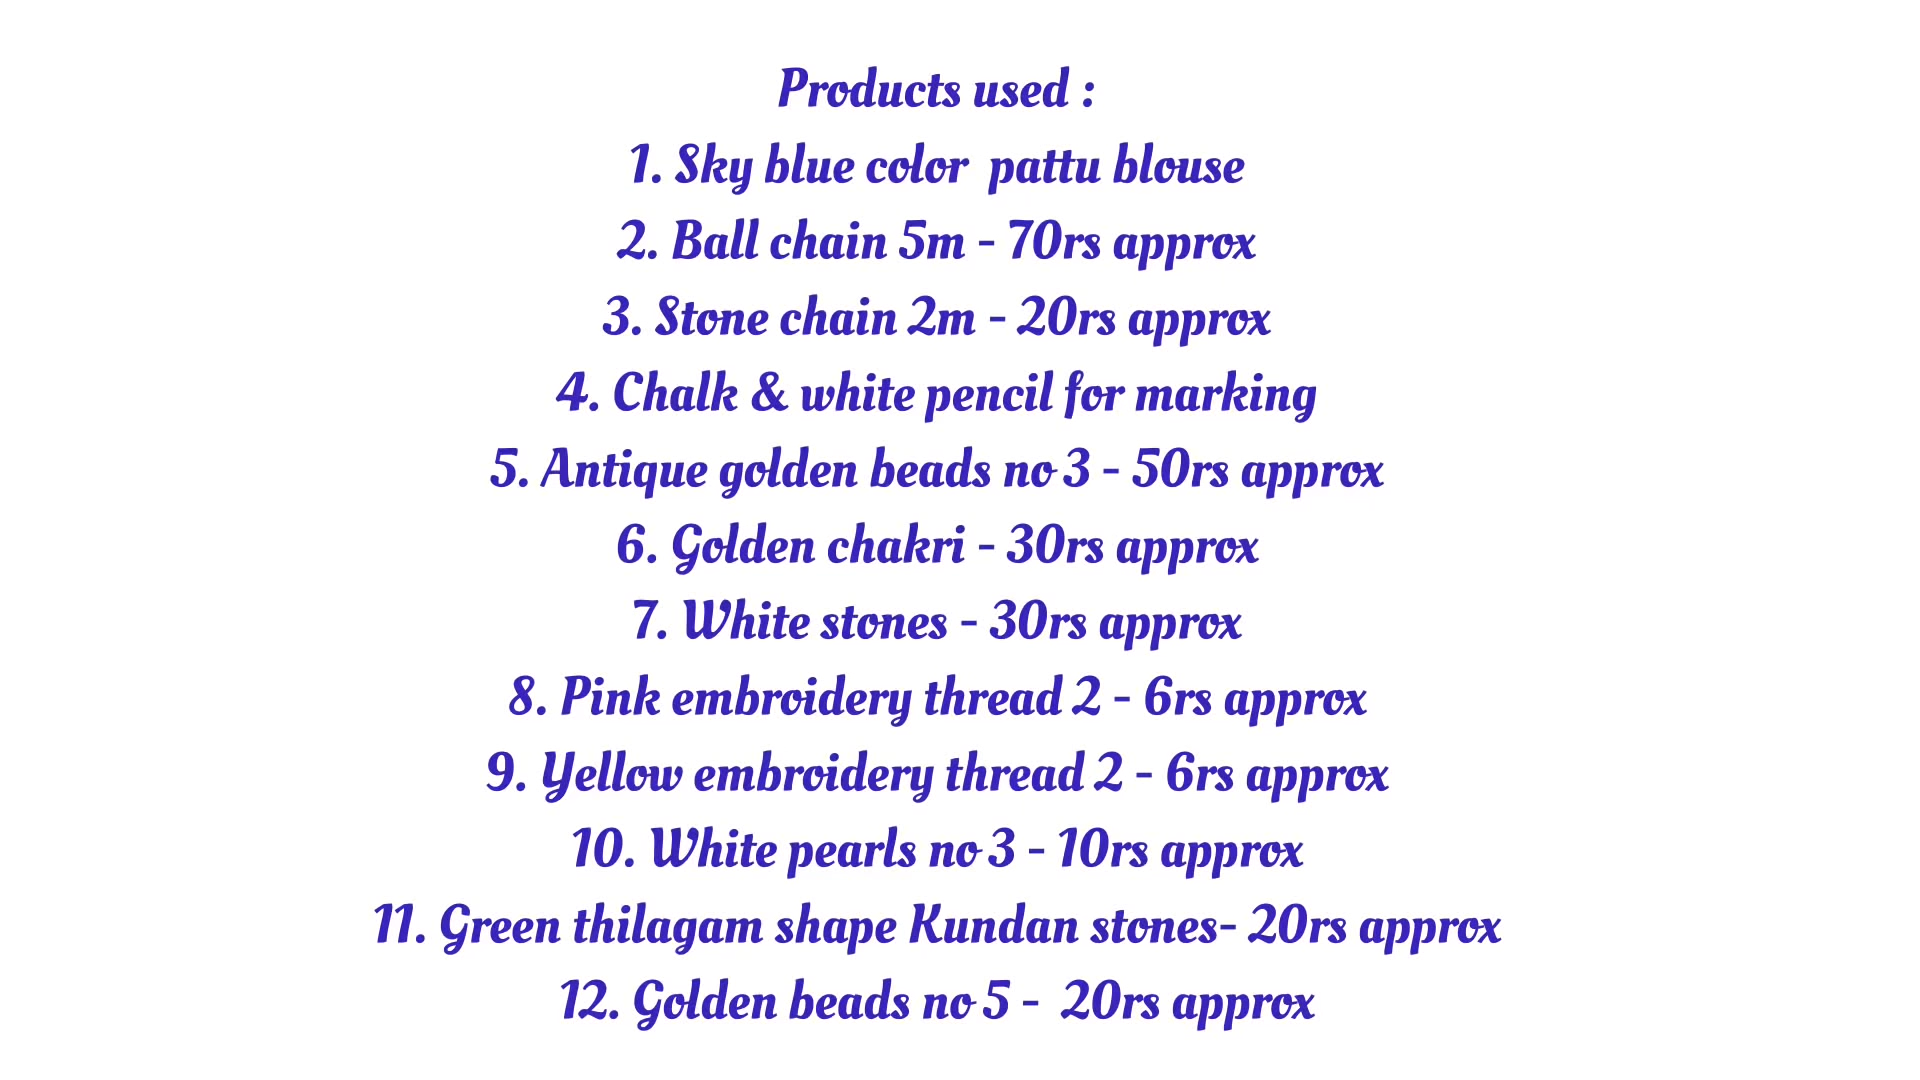 Products used :
1. Sky blue color  pattu blouse
2. Ball chain 5m - 70rs approx
3. Stone chain 2m - 20rs approx
4. Chalk & white pencil for marking
5. Antique golden beads no 3 - 50rs approx
6. Golden chakri - 30rs approx
7. White stones - 30rs approx
8. Pink embroidery thread 2 - 6rs approx
9. Yellow embroidery thread 2 - 6rs approx
10. White pearls no 3 - 10rs approx
11. Green thilagam shape Kundan stones- 20rs approx
12. Golden beads no 5 -  20rs approx